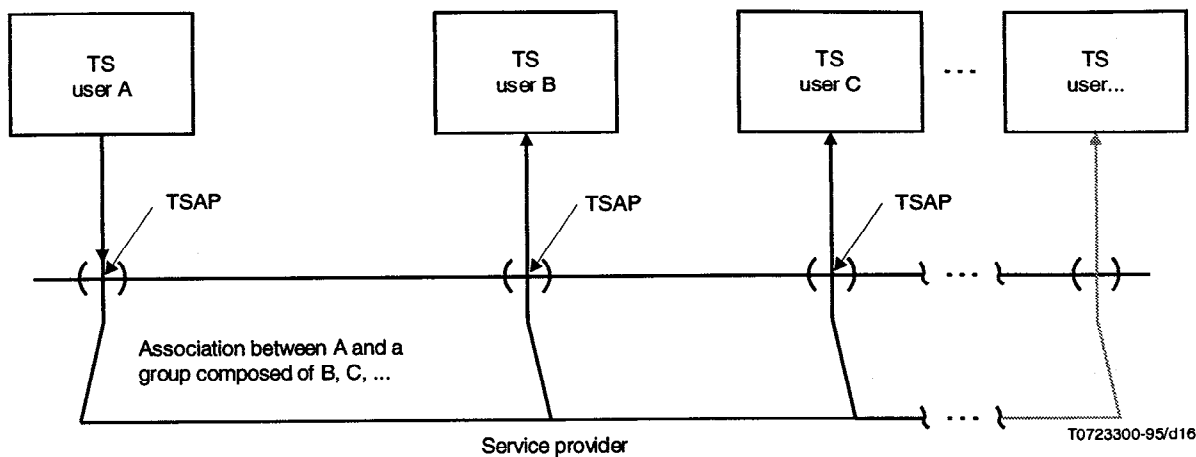 TS
user A
TS
user B
TS
user C
...
TS
user...
TSAP
TSAP
TSAP
...
Association between A and a
group composed of B, C, ...
...
Service provider
T0723300-95/d16